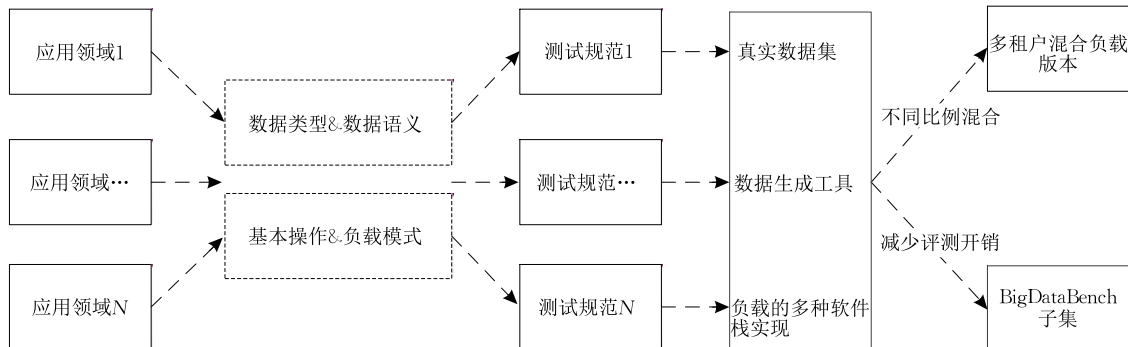 应用领域1
应用领域…
应用领域N
数据类型&数据语义
基本操作&负载模式
测试规范1
测试规范…
测试规范N
真实数据集
数据生成工具
负载的多种软件
栈实现
不同比例混合
减少评测开销
多租户混合负载
版本
BigDataBench
子集